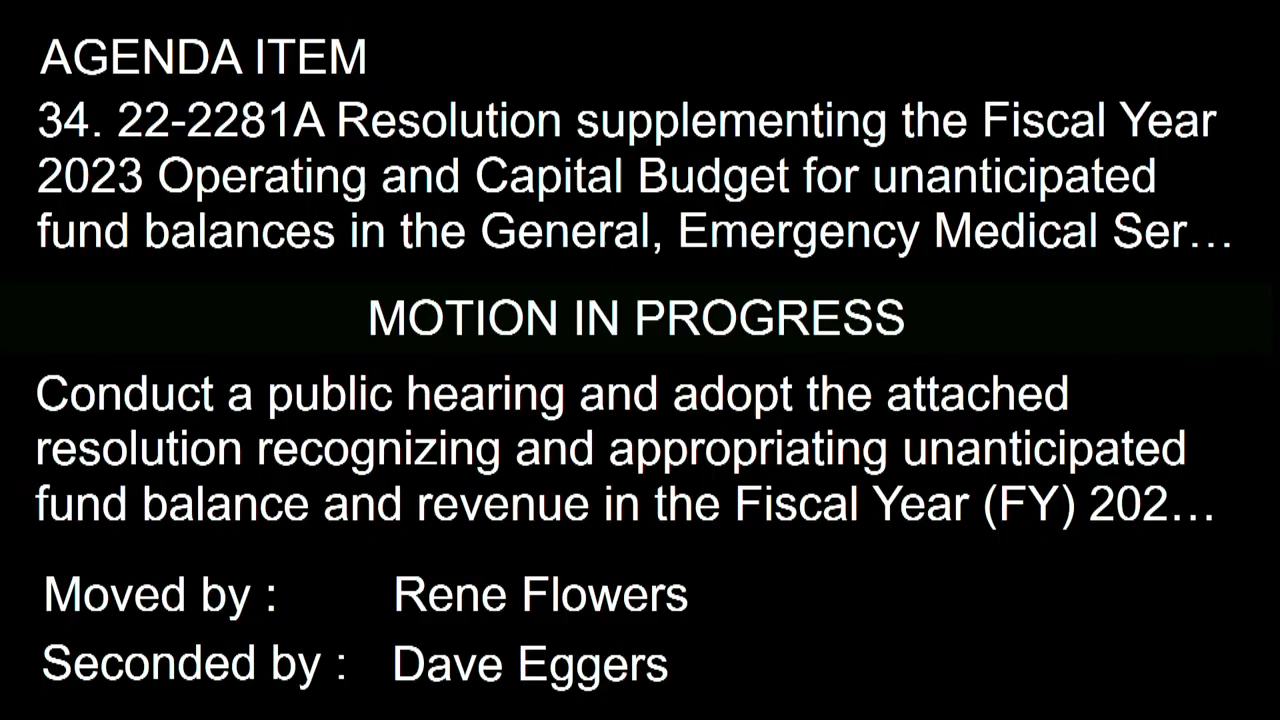 AGENDA ITEM
34. 22-2281A Resolution supplementing the Fiscal Year
2023 Operating and Capital Budget for unanticipated
fund balances in the General, Emergency Medical Ser…
MOTION IN PROGRESS
Conduct a public hearing and adopt the attached
resolution recognizing and appropriating unanticipated
fund balance and revenue in the Fiscal Year (FY) 202…
Moved by : Rene Flowers
Seconded by : Dave Eggers